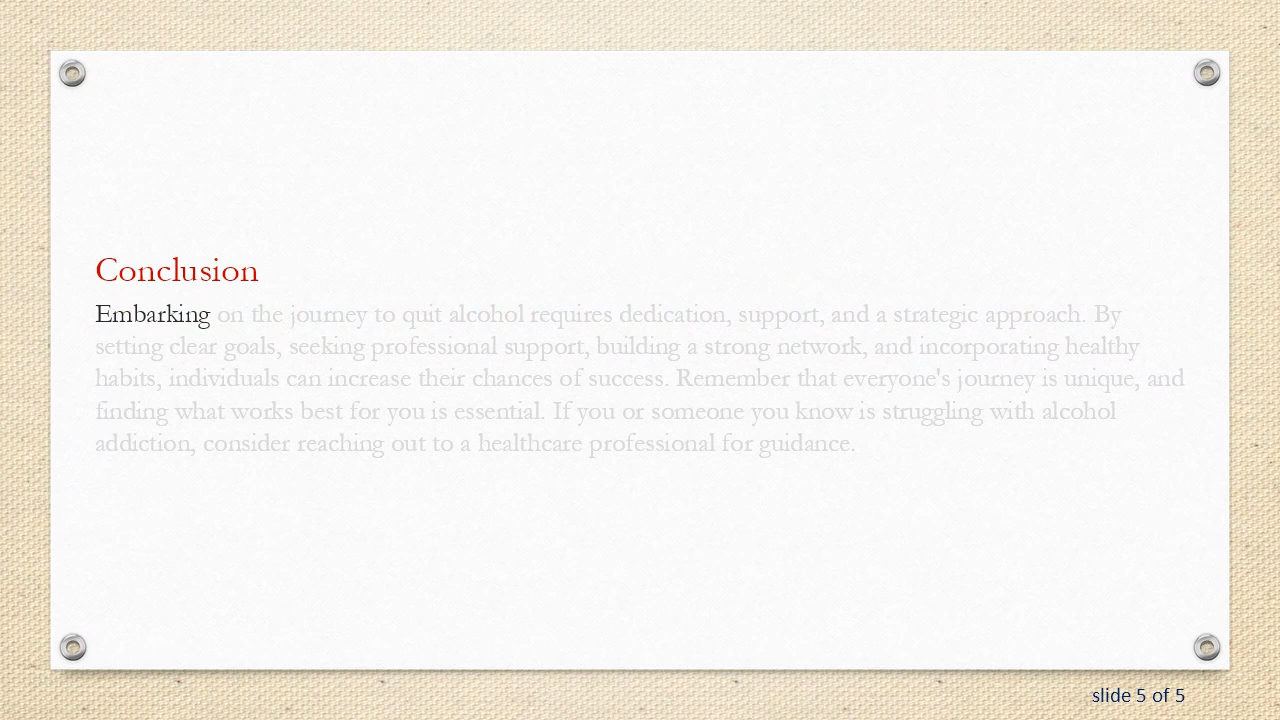 Conclusion
Embarking on the journey to quit alcohol requires dedication, support, and a strategic approach. By
setting clear goals, seeking professional support, building a strong network, and incorporating healthy
habits, individuals can increase their chances of success. Remember that everyone's journey is unique, and
finding what works best for you is essential. If you or someone you know is struggling with alcohol
addiction, consider reaching out to a healthcare professional for guidance.
slide 5 of 5